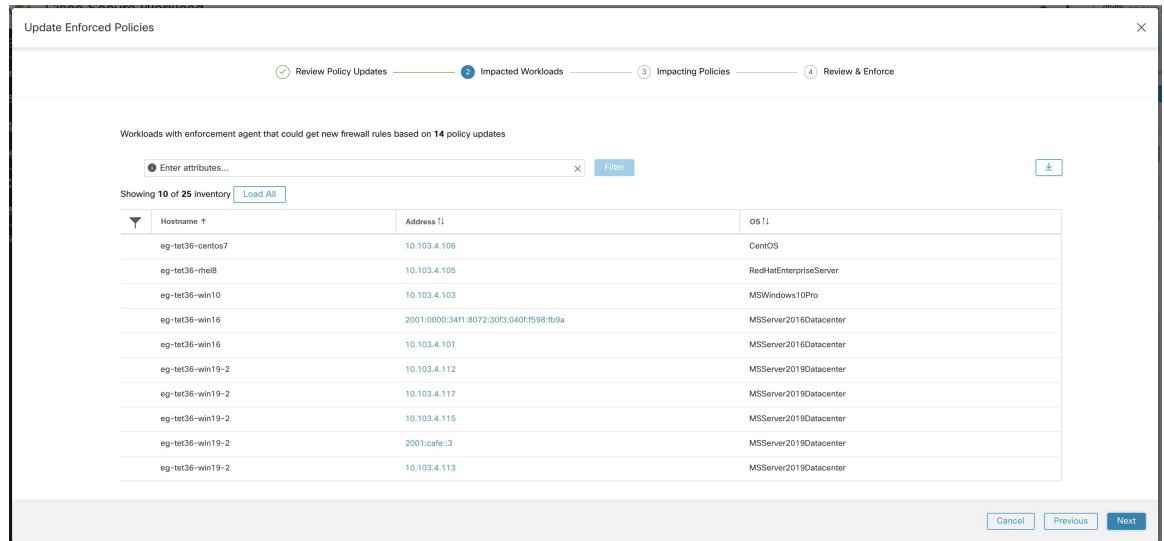 Update Enforced Policies
Review Policy Updates 2 Impacted Workloads 3 Impacting Policies 4 Review & Enforce
Workloads with enforcement agent that could get new firewall rules based on 14 policy updates
Enter attributes... Filter
Showing 10 of 25 inventory Load All
Hostname ↑ Address ↑↓ OS ↑↓
eg-tet36-centos7 10.103.4.106 CentOS
eg-tet36-rhel8 10.103.4.105 RedHatEnterpriseServer
eg-tet36-win10 10.103.4.103 MSWindows10Pro
eg-tet36-win16 2001:0000:34f1:8072:30f3:040f:f598:fb9a MSServer2016Datacenter
eg-tet36-win16 10.103.4.101 MSServer2016Datacenter
eg-tet36-win19-2 10.103.4.112 MSServer2019Datacenter
eg-tet36-win19-2 10.103.4.117 MSServer2019Datacenter
eg-tet36-win19-2 10.103.4.115 MSServer2019Datacenter
eg-tet36-win19-2 2001:cafe::3 MSServer2019Datacenter
eg-tet36-win19-2 10.103.4.113 MSServer2019Datacenter
Cancel Previous Next